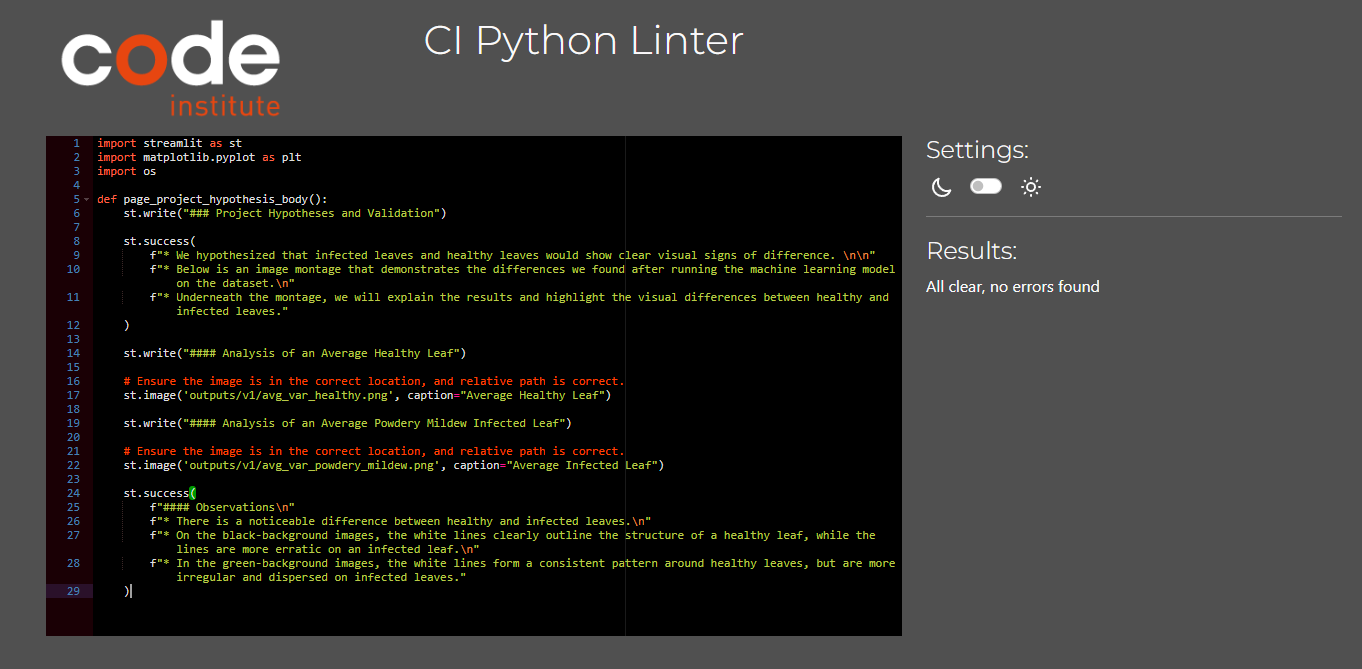 code
institute
CI Python Linter
1 import streamlit as st
2 import matplotlib.pyplot as plt
3 import os
4
5 def page_project_hypothesis_body():
6 st.write("### Project Hypotheses and Validation")
7
8 st.success(
9 f"* We hypothesized that infected leaves and healthy leaves would show clear visual signs of difference. \n\n"
10 f"* Below is an image montage that demonstrates the differences we found after running the machine learning model
on the dataset.\n"
11 f"* Underneath the montage, we will explain the results and highlight the visual differences between healthy and
infected leaves."
12 )
13
14 st.write("#### Analysis of an Average Healthy Leaf")
15
16 # Ensure the image is in the correct location, and relative path is correct.
17 st.image('outputs/v1/avg_var_healthy.png', caption="Average Healthy Leaf")
18
19 st.write("#### Analysis of an Average Powdery Mildew Infected Leaf")
20
21 # Ensure the image is in the correct location, and relative path is correct.
22 st.image('outputs/v1/avg_var_powdery_mildew.png', caption="Average Infected Leaf")
23
24 st.success(
25 f"#### Observations\n"
26 f"* There is a noticeable difference between healthy and infected leaves.\n"
27 f"* On the black-background images, the white lines clearly outline the structure of a healthy leaf, while the
lines are more erratic on an infected leaf.\n"
28 f"* In the green-background images, the white lines form a consistent pattern around healthy leaves, but are more
irregular and dispersed on infected leaves."
29 )
Settings:
Results:
All clear, no errors found